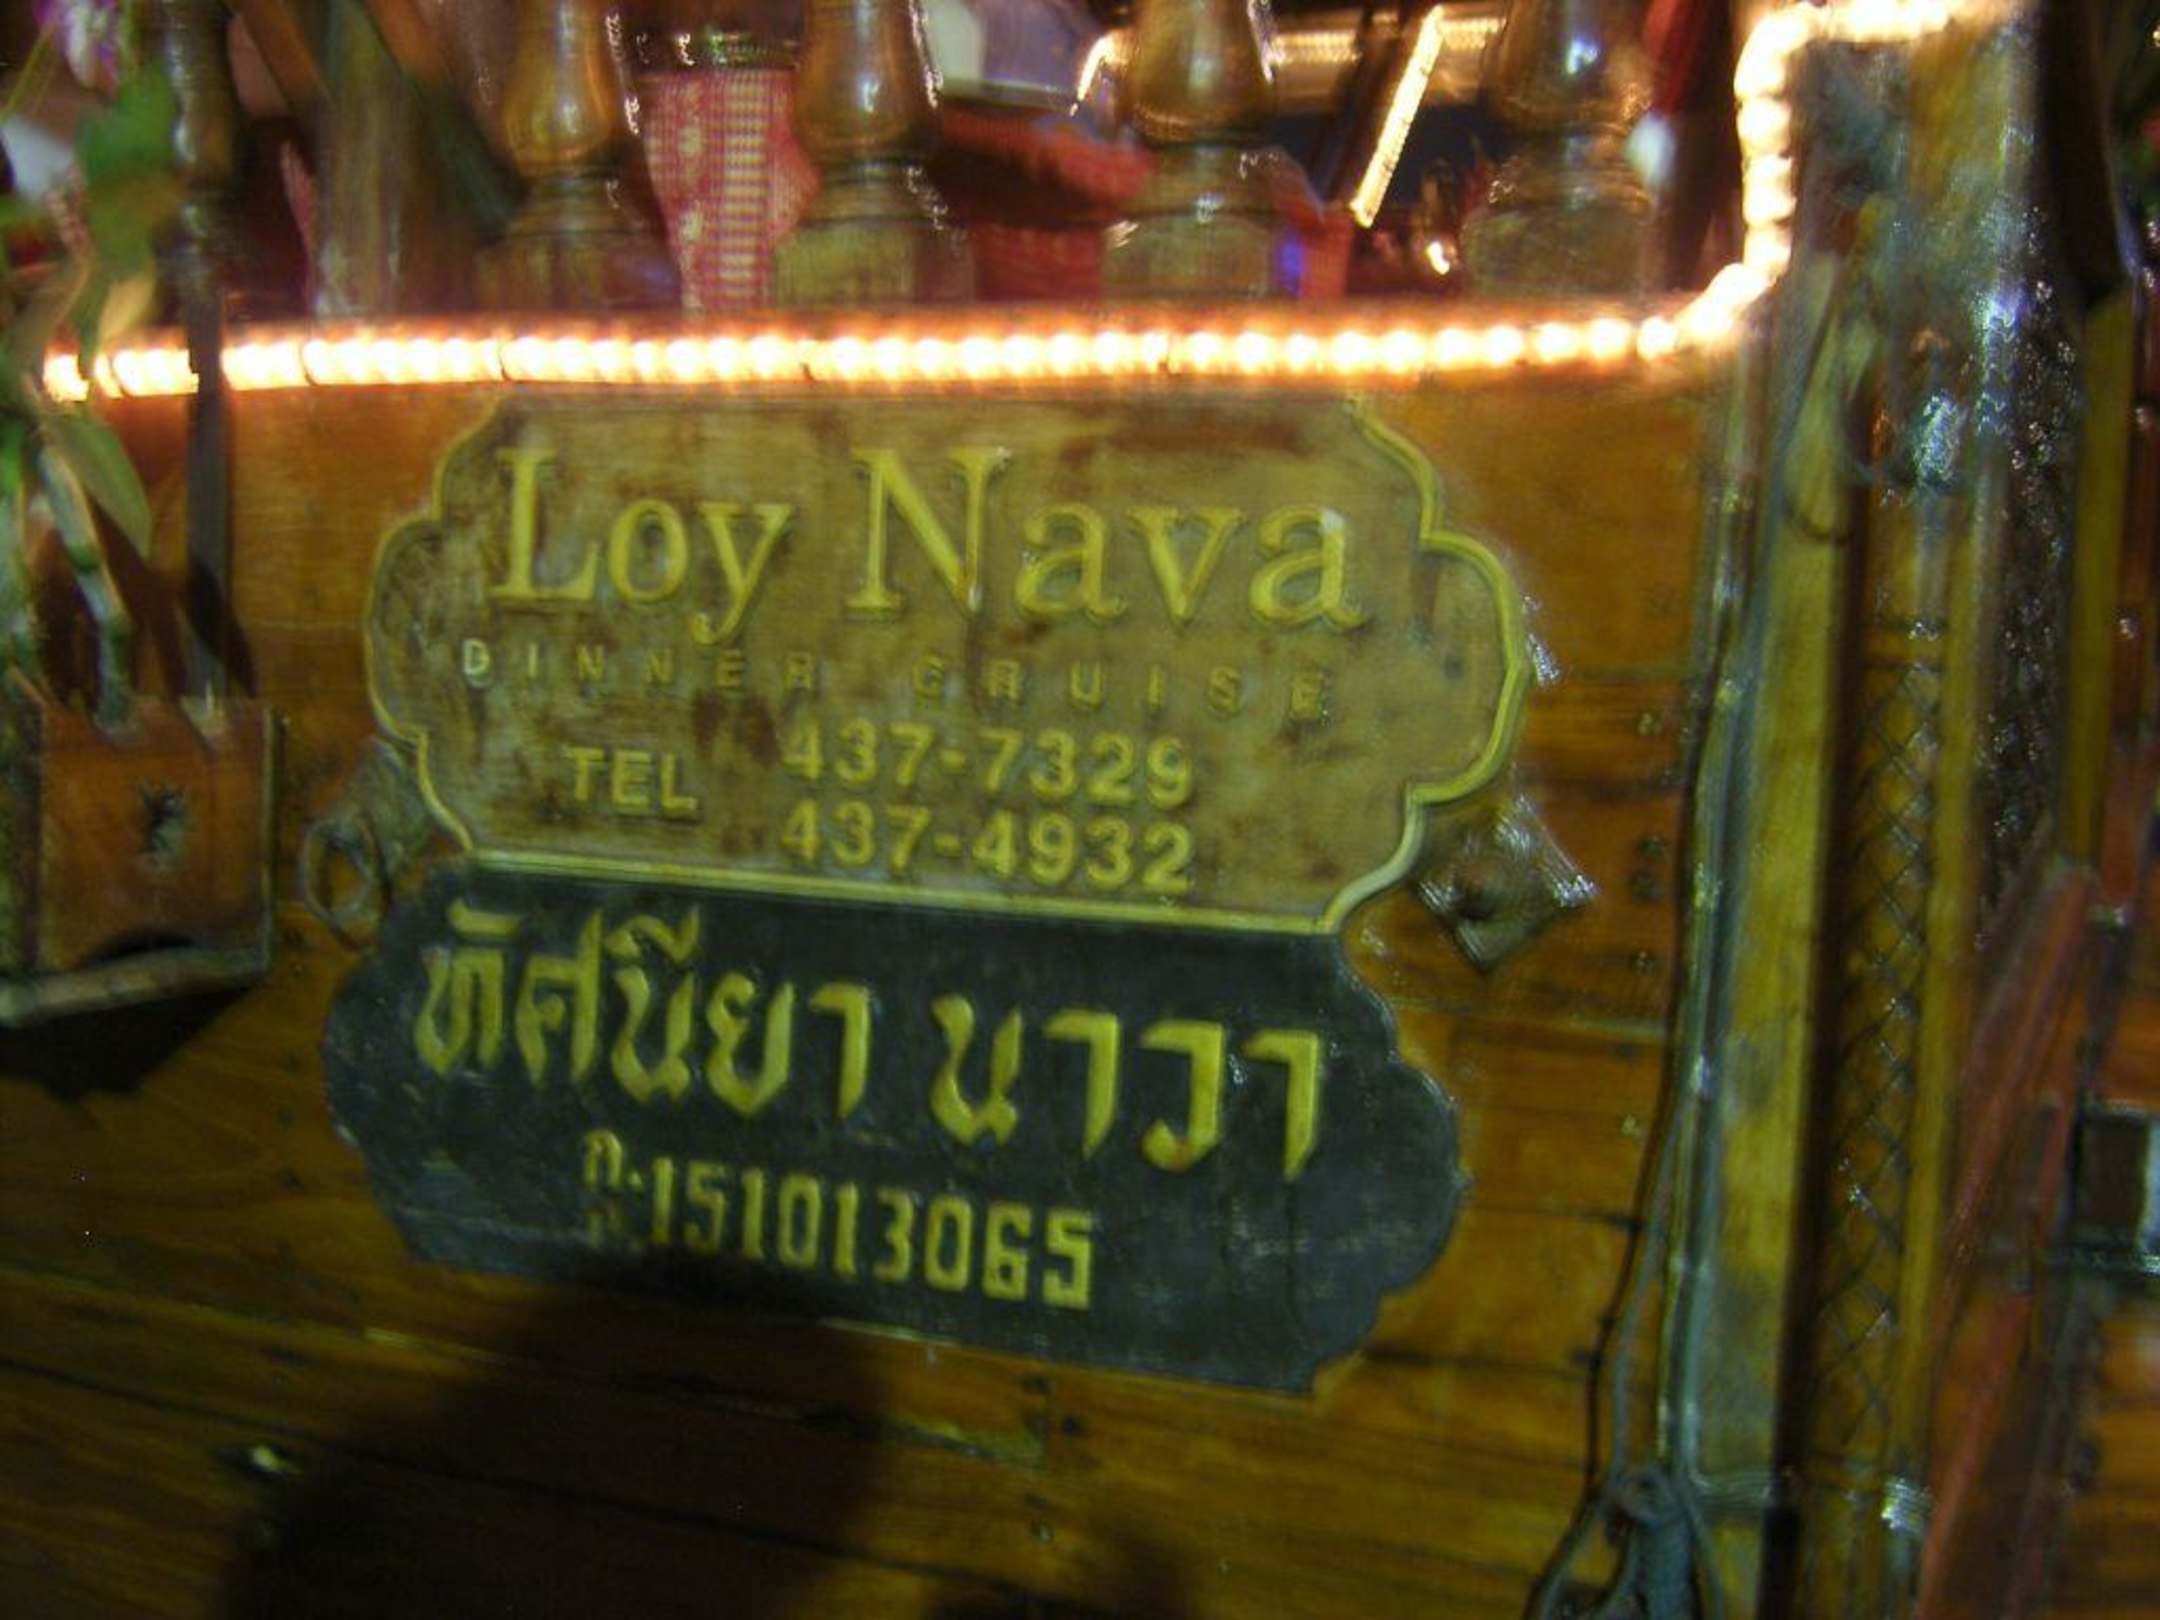 Loy Nava
DINNER CRUISE
TEL 437-7329
437-4932
ทัศนียา นาวา
ก.151013065